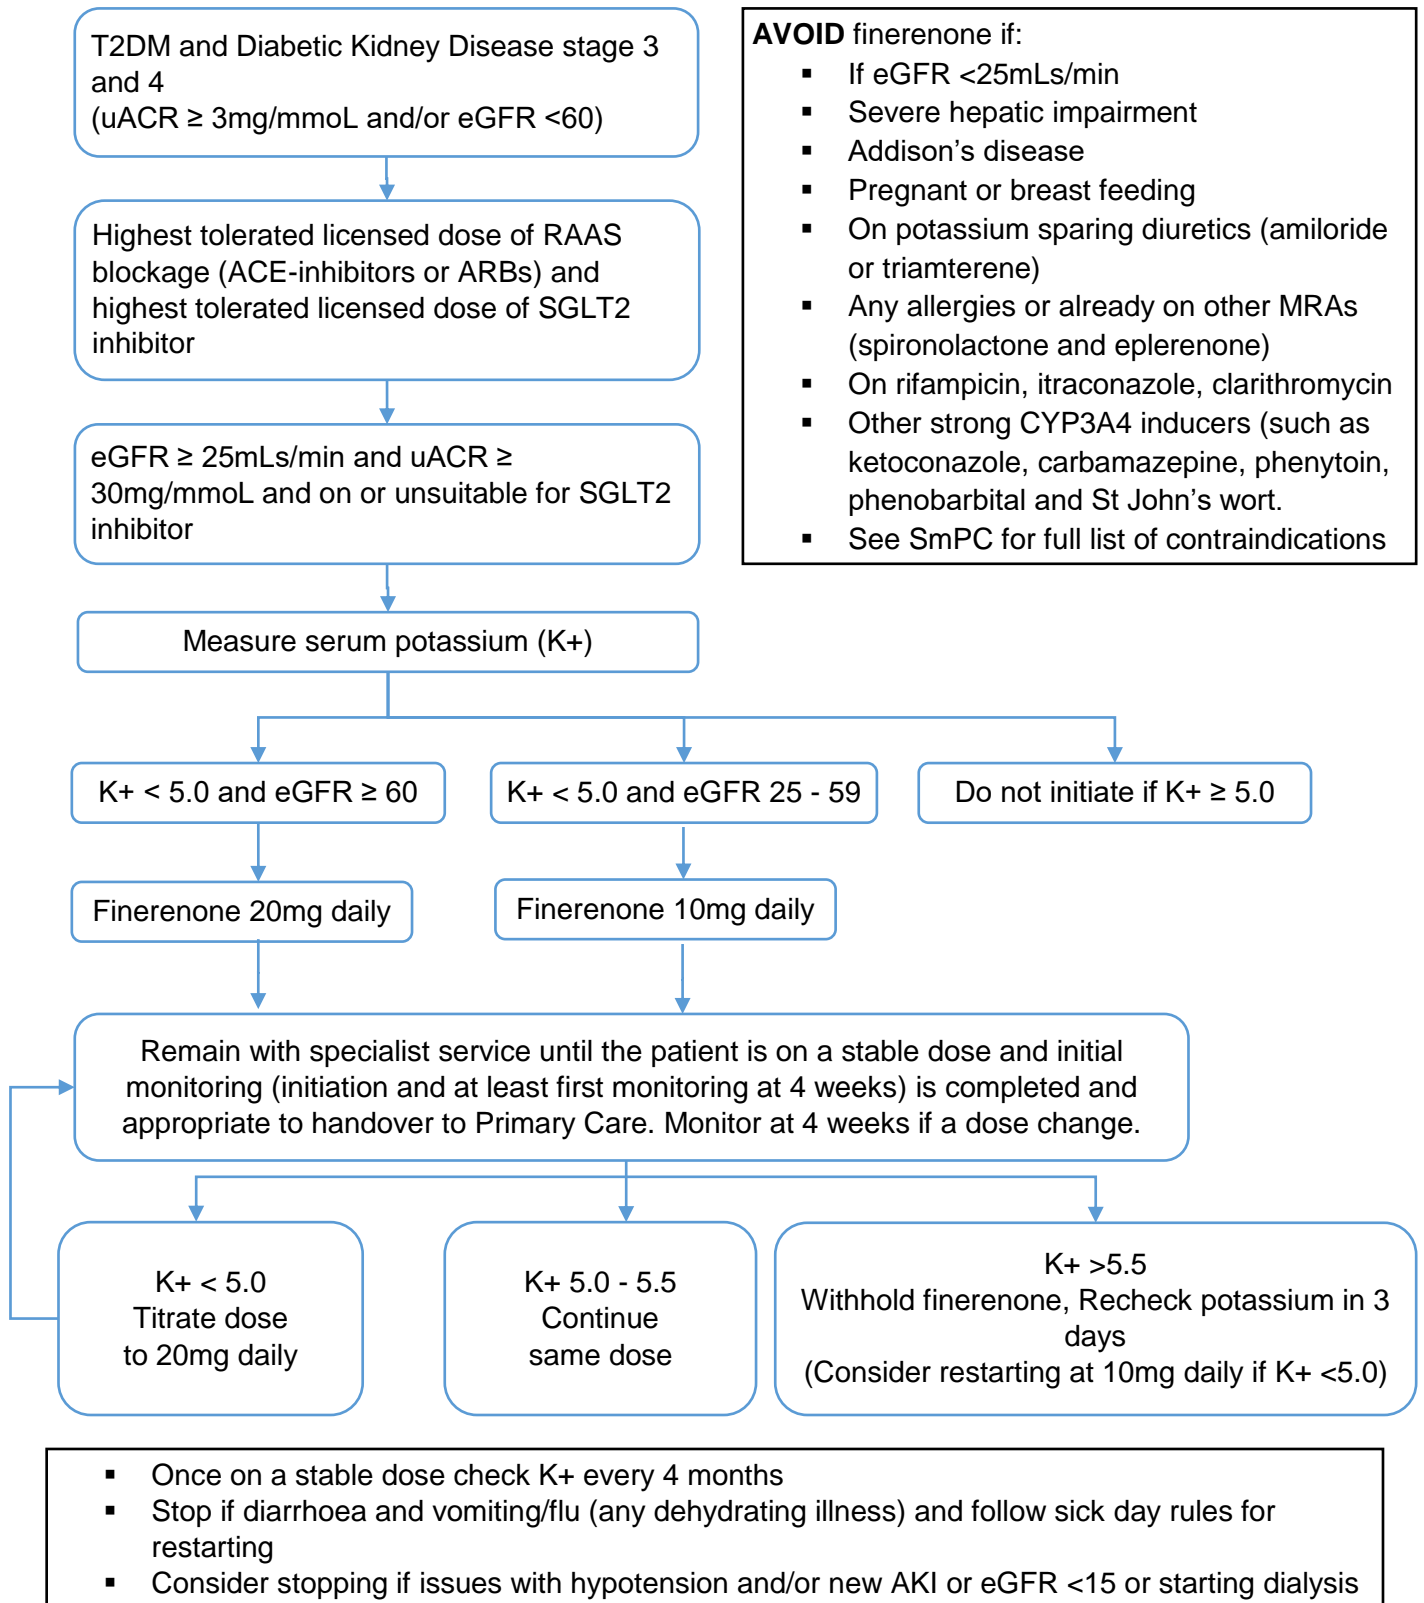 T2DM and Diabetic Kidney Disease stage 3
and 4
(uACR ≥ 3mg/mmoL and/or eGFR <60)
Highest tolerated licensed dose of RAAS
blockage (ACE-inhibitors or ARBs) and
highest tolerated licensed dose of SGLT2
inhibitor
eGFR ≥ 25mLs/min and uACR ≥
30mg/mmoL and on or unsuitable for SGLT2
inhibitor
AVOID finerenone if:
▪ If eGFR <25mLs/min
▪ Severe hepatic impairment
▪ Addison’s disease
▪ Pregnant or breast feeding
▪ On potassium sparing diuretics (amiloride
or triamterene)
▪ Any allergies or already on other MRAs
(spironolactone and eplerenone)
▪ On rifampicin, itraconazole, clarithromycin
▪ Other strong CYP3A4 inducers (such as
ketoconazole, carbamazepine, phenytoin,
phenobarbital and St John’s wort.
▪ See SmPC for full list of contraindications
Measure serum potassium (K+)
K+ < 5.0 and eGFR ≥ 60
K+ < 5.0 and eGFR 25 - 59
Do not initiate if K+ ≥ 5.0
Finerenone 20mg daily
Finerenone 10mg daily
Remain with specialist service until the patient is on a stable dose and initial
monitoring (initiation and at least first monitoring at 4 weeks) is completed and
appropriate to handover to Primary Care. Monitor at 4 weeks if a dose change.
K+ < 5.0
Titrate dose
to 20mg daily
K+ 5.0 - 5.5
Continue
same dose
K+ >5.5
Withhold finerenone, Recheck potassium in 3
days
(Consider restarting at 10mg daily if K+ <5.0)
▪ Once on a stable dose check K+ every 4 months
▪ Stop if diarrhoea and vomiting/flu (any dehydrating illness) and follow sick day rules for
restarting
▪ Consider stopping if issues with hypotension and/or new AKI or eGFR <15 or starting dialysis